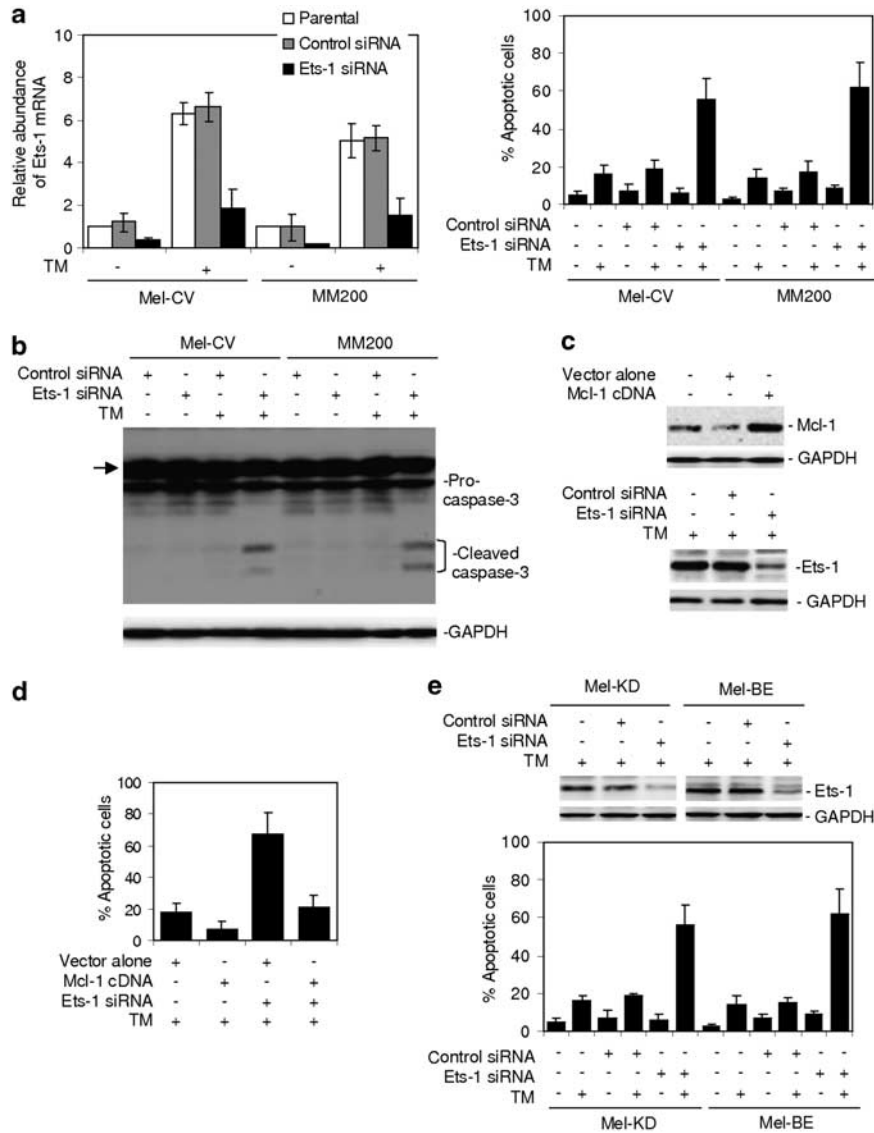 a
Parental
Control siRNA
Ets-1 siRNA
Relative abundance
of Ets-1 mRNA
10
8
6
4
2
0
TM - + - +
Mel-CV MM200
% Apoptotic cells
100
80
60
40
20
0
Control siRNA - - + + - - - - + + - -
Ets-1 siRNA - - - - + + - - - - + +
TM - + - + - + - + - + - +
Mel-CV MM200
b
Mel-CV MM200
Control siRNA + - + - + - + -
Ets-1 siRNA - + - + - + - +
TM - - + + - - + +
-Pro-
caspase-3
-Cleaved
caspase-3
-GAPDH
c
Vector alone - + -
Mcl-1 cDNA - - +
- Mcl-1
- GAPDH
Control siRNA - + -
Ets-1 siRNA - - +
TM + + +
-Ets-1
- GAPDH
d
% Apoptotic cells
100
80
60
40
20
0
Vector alone + - + -
Mcl-1 cDNA - + - +
Ets-1 siRNA - - + +
TM + + + +
e
Mel-KD Mel-BE
Control siRNA - + - - + -
Ets-1 siRNA - - + - - +
TM + + + + + +
- Ets-1
- GAPDH
% Apoptotic cells
100
80
60
40
20
0
Control siRNA - - + + - - - - + + - -
Ets-1 siRNA - - - - + + - - - - + +
TM - + - + - + - + - + - +
Mel-KD Mel-BE